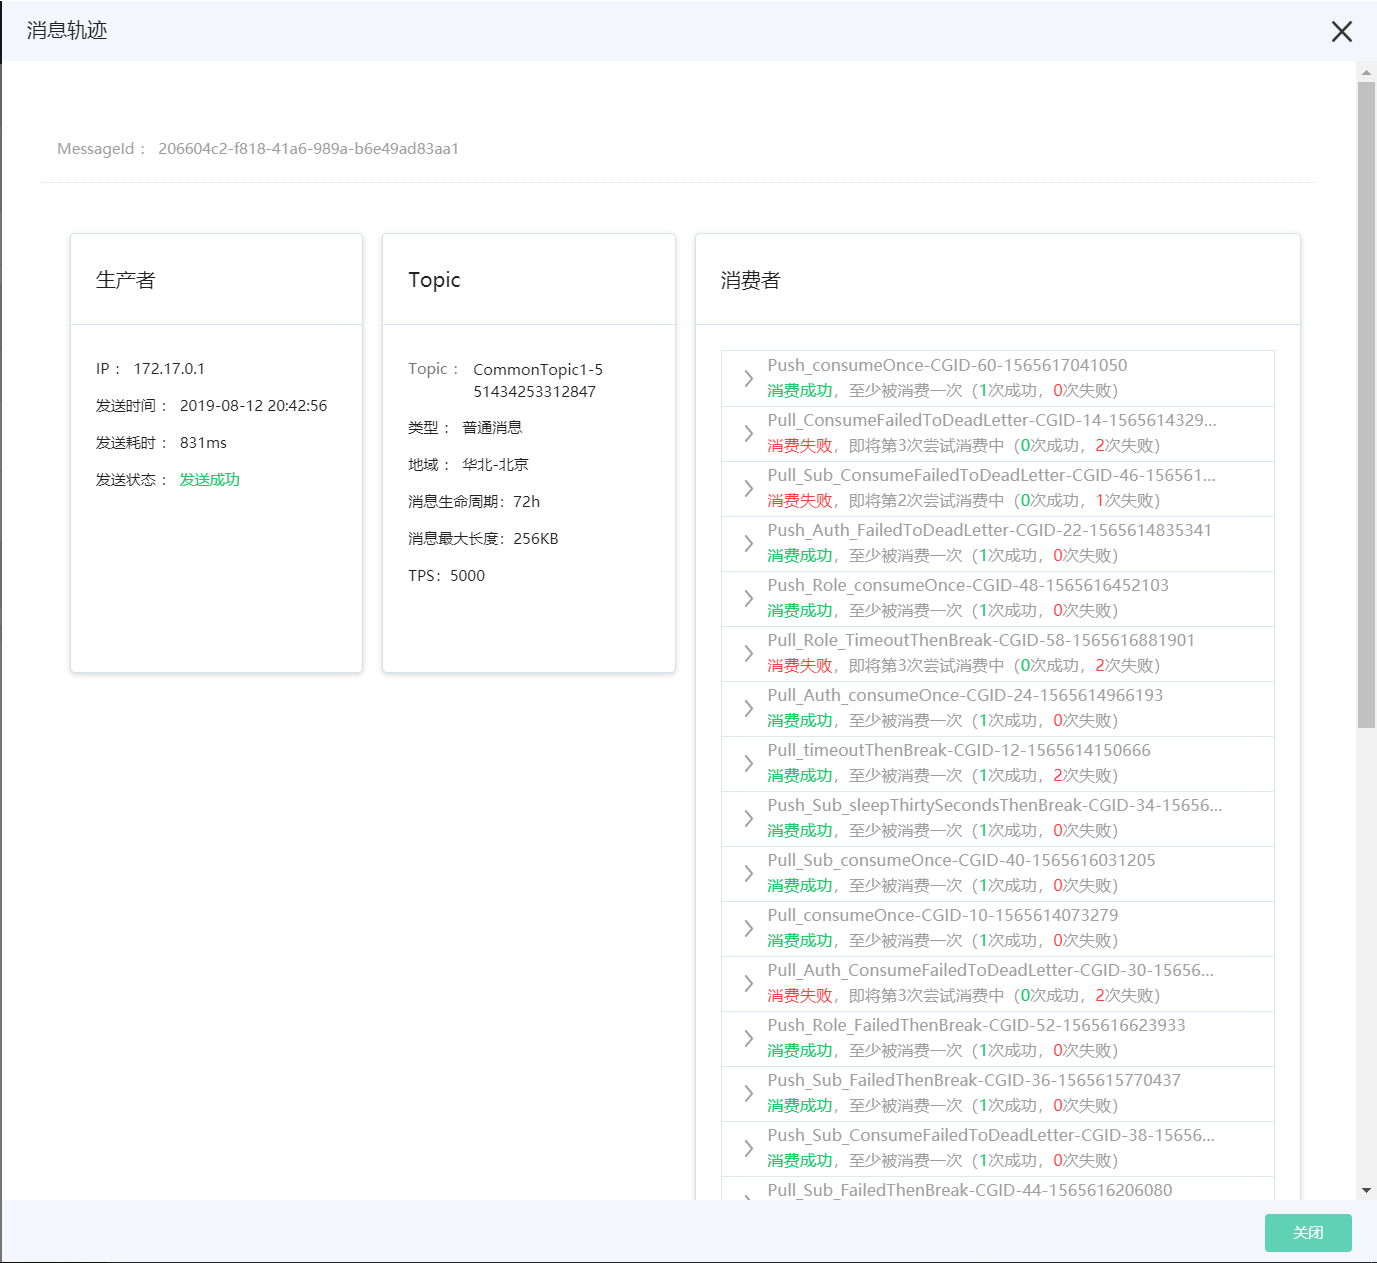 消息轨迹
MessageId： 206604c2-f818-41a6-989a-b6e49ad83aa1
生产者
IP： 172.17.0.1
发送时间： 2019-08-12 20:42:56
发送耗时： 831ms
发送状态： 发送成功
Topic
Topic： CommonTopic1-5
51434253312847
类型： 普通消息
地域： 华北-北京
消息生命周期：72h
消息最大长度：256KB
TPS：5000
消费者
Push_consumeOnce-CGID-60-1565617041050
消费成功，至少被消费一次（1次成功，0次失败）
Pull_ConsumeFailedToDeadLetter-CGID-14-1565614329...
消费失败，即将第3次尝试消费中（0次成功，2次失败）
Pull_Sub_ConsumeFailedToDeadLetter-CGID-46-156561...
消费失败，即将第2次尝试消费中（0次成功，1次失败）
Push_Auth_FailedToDeadLetter-CGID-22-1565614835341
消费成功，至少被消费一次（1次成功，0次失败）
Push_Role_consumeOnce-CGID-48-1565616452103
消费成功，至少被消费一次（1次成功，0次失败）
Pull_Role_TimeoutThenBreak-CGID-58-1565616881901
消费失败，即将第3次尝试消费中（0次成功，2次失败）
Pull_Auth_consumeOnce-CGID-24-1565614966193
消费成功，至少被消费一次（1次成功，0次失败）
Pull_timeoutThenBreak-CGID-12-1565614150666
消费成功，至少被消费一次（1次成功，2次失败）
Push_Sub_sleepThirtySecondsThenBreak-CGID-34-15656...
消费成功，至少被消费一次（1次成功，0次失败）
Pull_Sub_consumeOnce-CGID-40-1565616031205
消费成功，至少被消费一次（1次成功，0次失败）
Pull_consumeOnce-CGID-10-1565614073279
消费成功，至少被消费一次（1次成功，0次失败）
Pull_Auth_ConsumeFailedToDeadLetter-CGID-30-15656...
消费失败，即将第3次尝试消费中（0次成功，2次失败）
Push_Role_FailedThenBreak-CGID-52-1565616623933
消费成功，至少被消费一次（1次成功，0次失败）
Push_Sub_FailedThenBreak-CGID-36-1565615770437
消费成功，至少被消费一次（1次成功，0次失败）
Push_Sub_ConsumeFailedToDeadLetter-CGID-38-15656...
消费成功，至少被消费一次（1次成功，0次失败）
Pull_Sub_FailedThenBreak-CGID-44-1565616206080
关闭